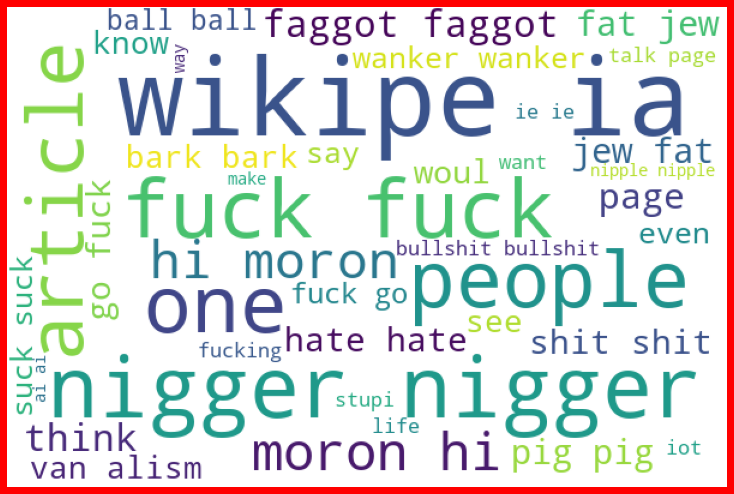 ball ball
faggot faggot
fat jew
know
way
wanker wanker
talk page
article
wikipe ia
ie ie
bark bark
say
jew fat
woul
want
nipple nipple
make
page
go fuck
fuck fuck
even
hi moron
bullshit bullshit
people
suck suck
one
fuck go
see
hate hate
shit shit
fucking
ai ai
nigger nigger
stupi
life
think
moron hi
pig pig
iot
van alism